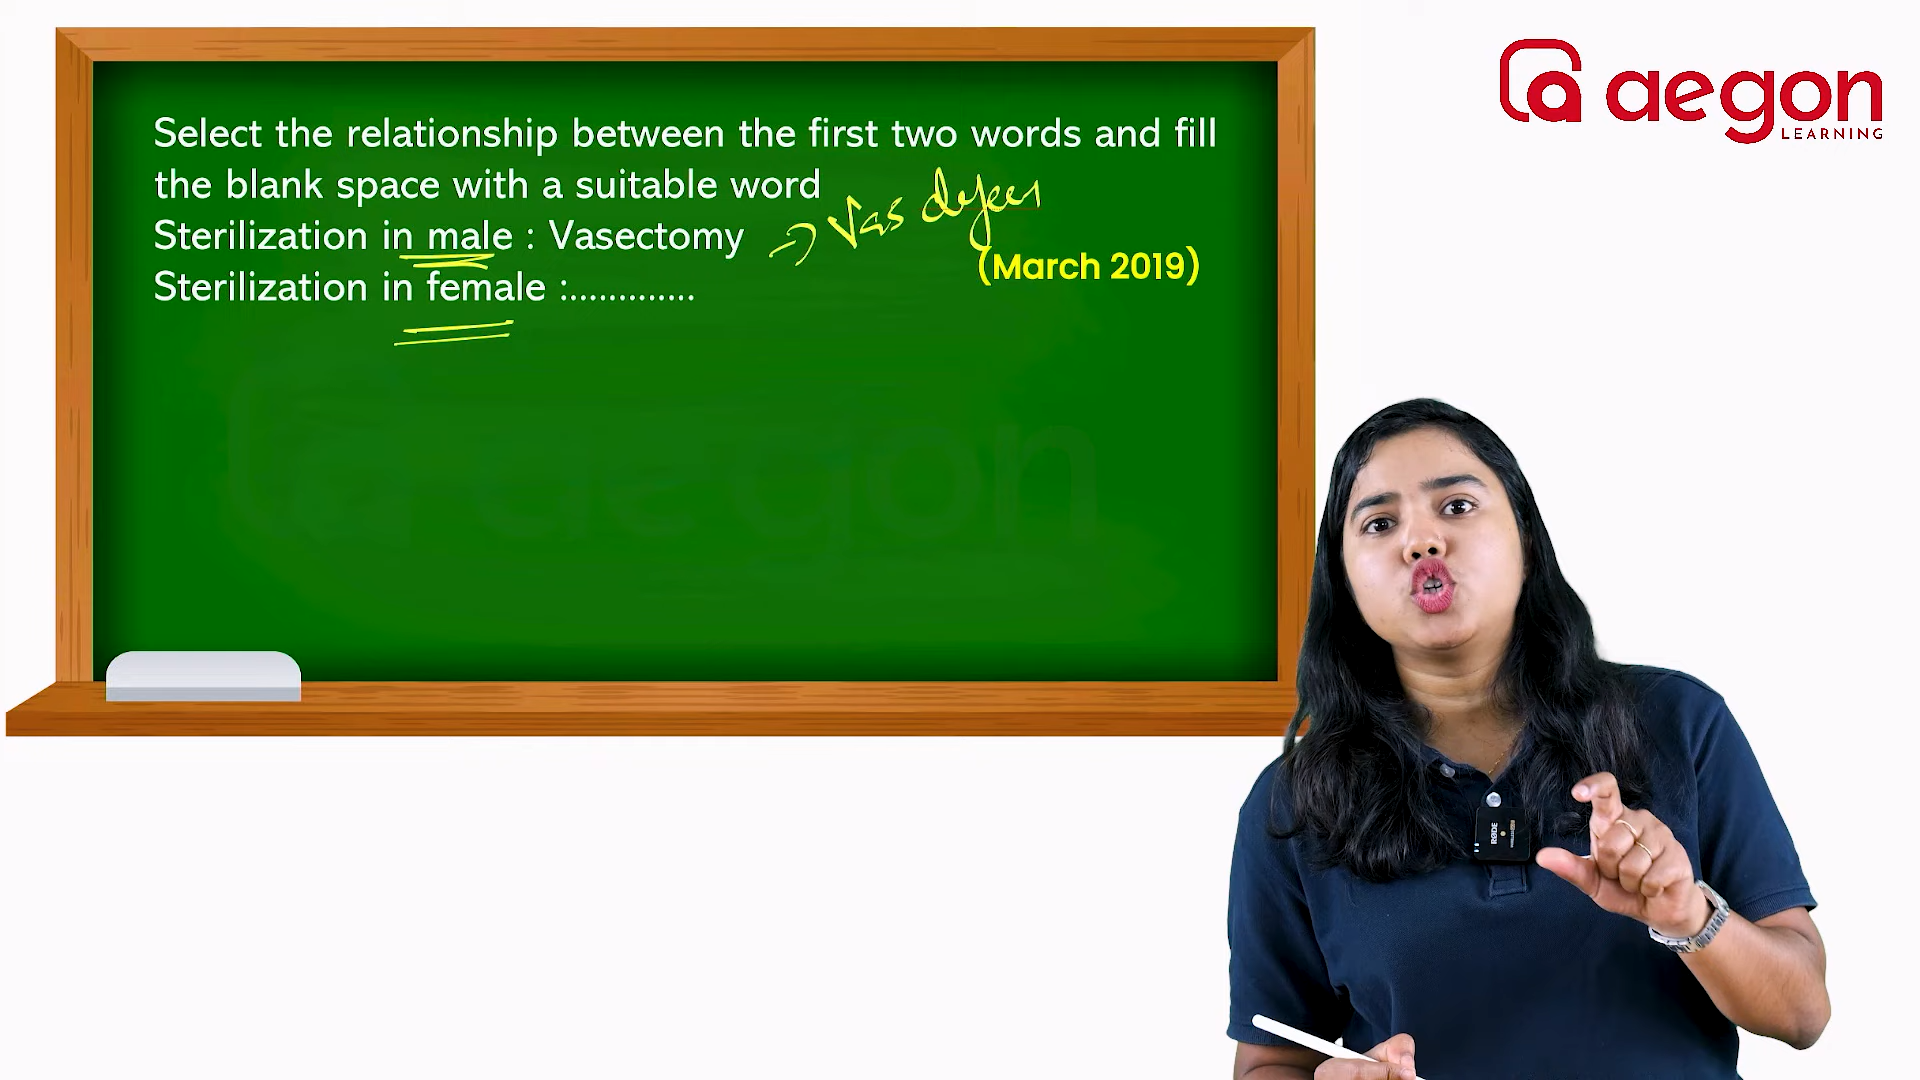 aegon
LEARNING
Select the relationship between the first two words and fill
the blank space with a suitable word
Sterilization in male : Vasectomy → Vas
(March 2019)
Sterilization in female :.............
RØDE